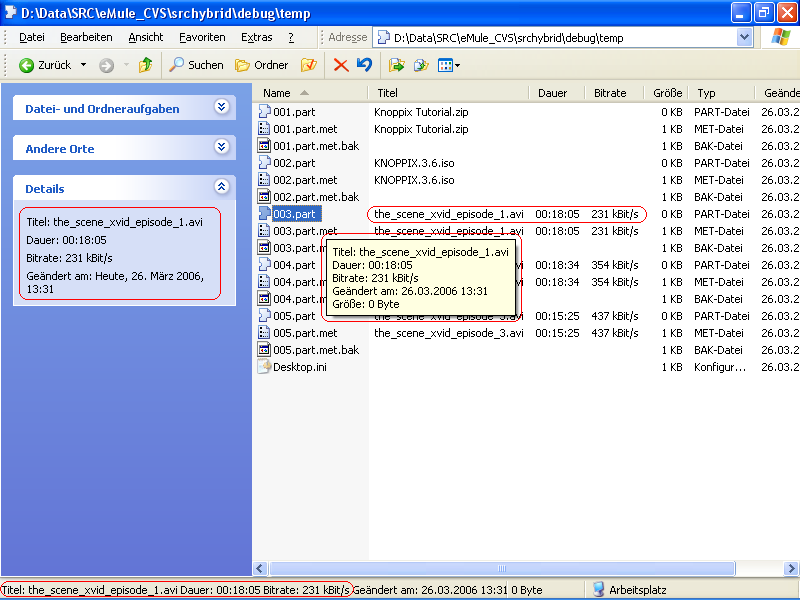 D:\Data\SRC\eMule_CVS\srchybrid\debug\temp
Datei Bearbeiten Ansicht Favoriten Extras ? Adresse D:\Data\SRC\eMule_CVS\srchybrid\debug\temp
Zurück Suchen Ordner
Datei- und Ordneraufgaben
Andere Orte
Details
Titel: the_scene_xvid_episode_1.avi
Dauer: 00:18:05
Bitrate: 231 kBit/s
Geändert am: Heute, 26. März 2006,
13:31
Name Titel Dauer Bitrate Größe Typ Geände
001.part Knoppix Tutorial.zip 0 KB PART-Datei 26.03.2
001.part.met Knoppix Tutorial.zip 1 KB MET-Datei 26.03.2
001.part.met.bak 1 KB BAK-Datei 26.03.2
002.part KNOPPIX.3.6.iso 0 KB PART-Datei 26.03.2
002.part.met KNOPPIX.3.6.iso 1 KB MET-Datei 26.03.2
002.part.met.bak 1 KB BAK-Datei 26.03.2
003.part the_scene_xvid_episode_1.avi 00:18:05 231 kBit/s 0 KB PART-Datei 26.03.2
003.part.met the_scene_xvid_episode_1.avi 00:18:05 231 kBit/s 1 KB MET-Datei 26.03.2
003.part.m 1 KB BAK-Datei 26.03.2
004.part 00:18:34 354 kBit/s 0 KB PART-Datei 26.03.2
004.part.m 00:18:34 354 kBit/s 1 KB MET-Datei 26.03.2
004.part.m 1 KB BAK-Datei 26.03.2
005.part the_scene_xvid_episode_3.avi 00:15:25 437 kBit/s 0 KB PART-Datei 26.03.2
005.part.met the_scene_xvid_episode_3.avi 00:15:25 437 kBit/s 1 KB MET-Datei 26.03.2
005.part.met.bak 1 KB BAK-Datei 26.03.2
Desktop.ini 1 KB Konfigur... 26.03.2
Titel: the_scene_xvid_episode_1.avi
Dauer: 00:18:05
Bitrate: 231 kBit/s
Geändert am: 26.03.2006 13:31
Größe: 0 Byte
Titel: the_scene_xvid_episode_1.avi Dauer: 00:18:05 Bitrate: 231 kBit/s Geändert am: 26.03.2006 13:31 0 Byte Arbeitsplatz